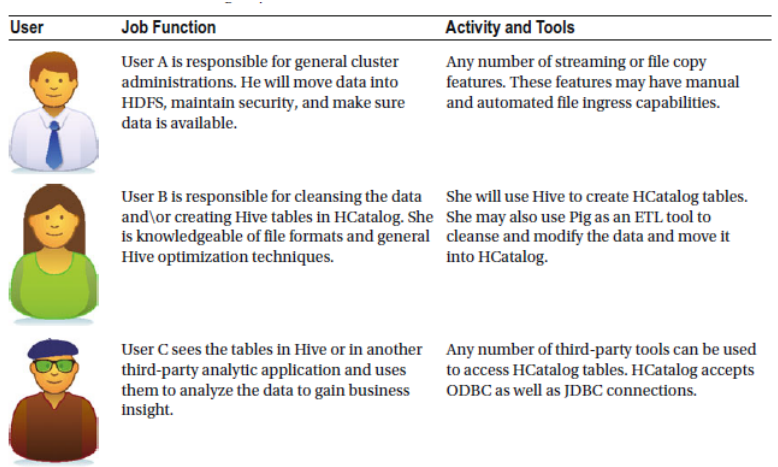 User Job Function Activity and Tools
User A is responsible for general cluster
administrations. He will move data into
HDFS, maintain security, and make sure
data is available.
Any number of streaming or file copy
features. These features may have manual
and automated file ingress capabilities.
User B is responsible for cleansing the data
and\or creating Hive tables in HCatalog. She
is knowledgeable of file formats and general
Hive optimization techniques.
She will use Hive to create HCatalog tables.
She may also use Pig as an ETL tool to
cleanse and modify the data and move it
into HCatalog.
User C sees the tables in Hive or in another
third-party analytic application and uses
them to analyze the data to gain business
insight.
Any number of third-party tools can be used
to access HCatalog tables. HCatalog accepts
ODBC as well as JDBC connections.